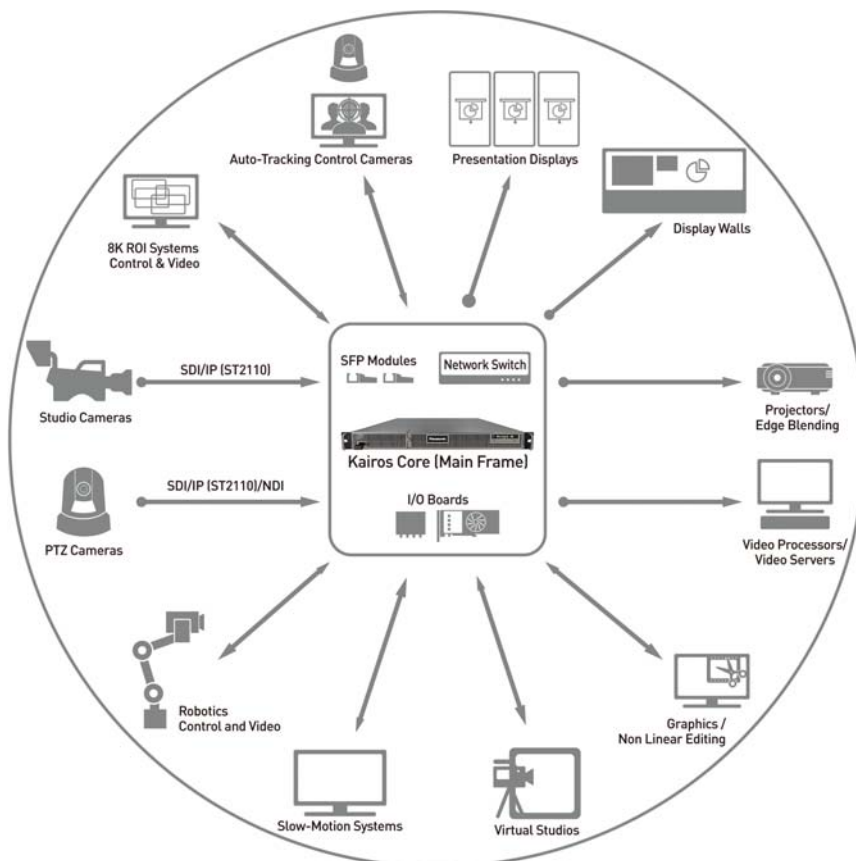 Auto-Tracking Control Cameras
Presentation Displays
Display Walls
8K ROI Systems
Control & Video
SFP Modules
Network Switch
SDI/IP (ST2110)
Studio Cameras
Projectors/
Edge Blending
Kairos Core (Main Frame)
SDI/IP (ST2110)/NDI
I/O Boards
PTZ Cameras
Video Processors/
Video Servers
Robotics
Control and Video
Graphics /
Non Linear Editing
Slow-Motion Systems
Virtual Studios